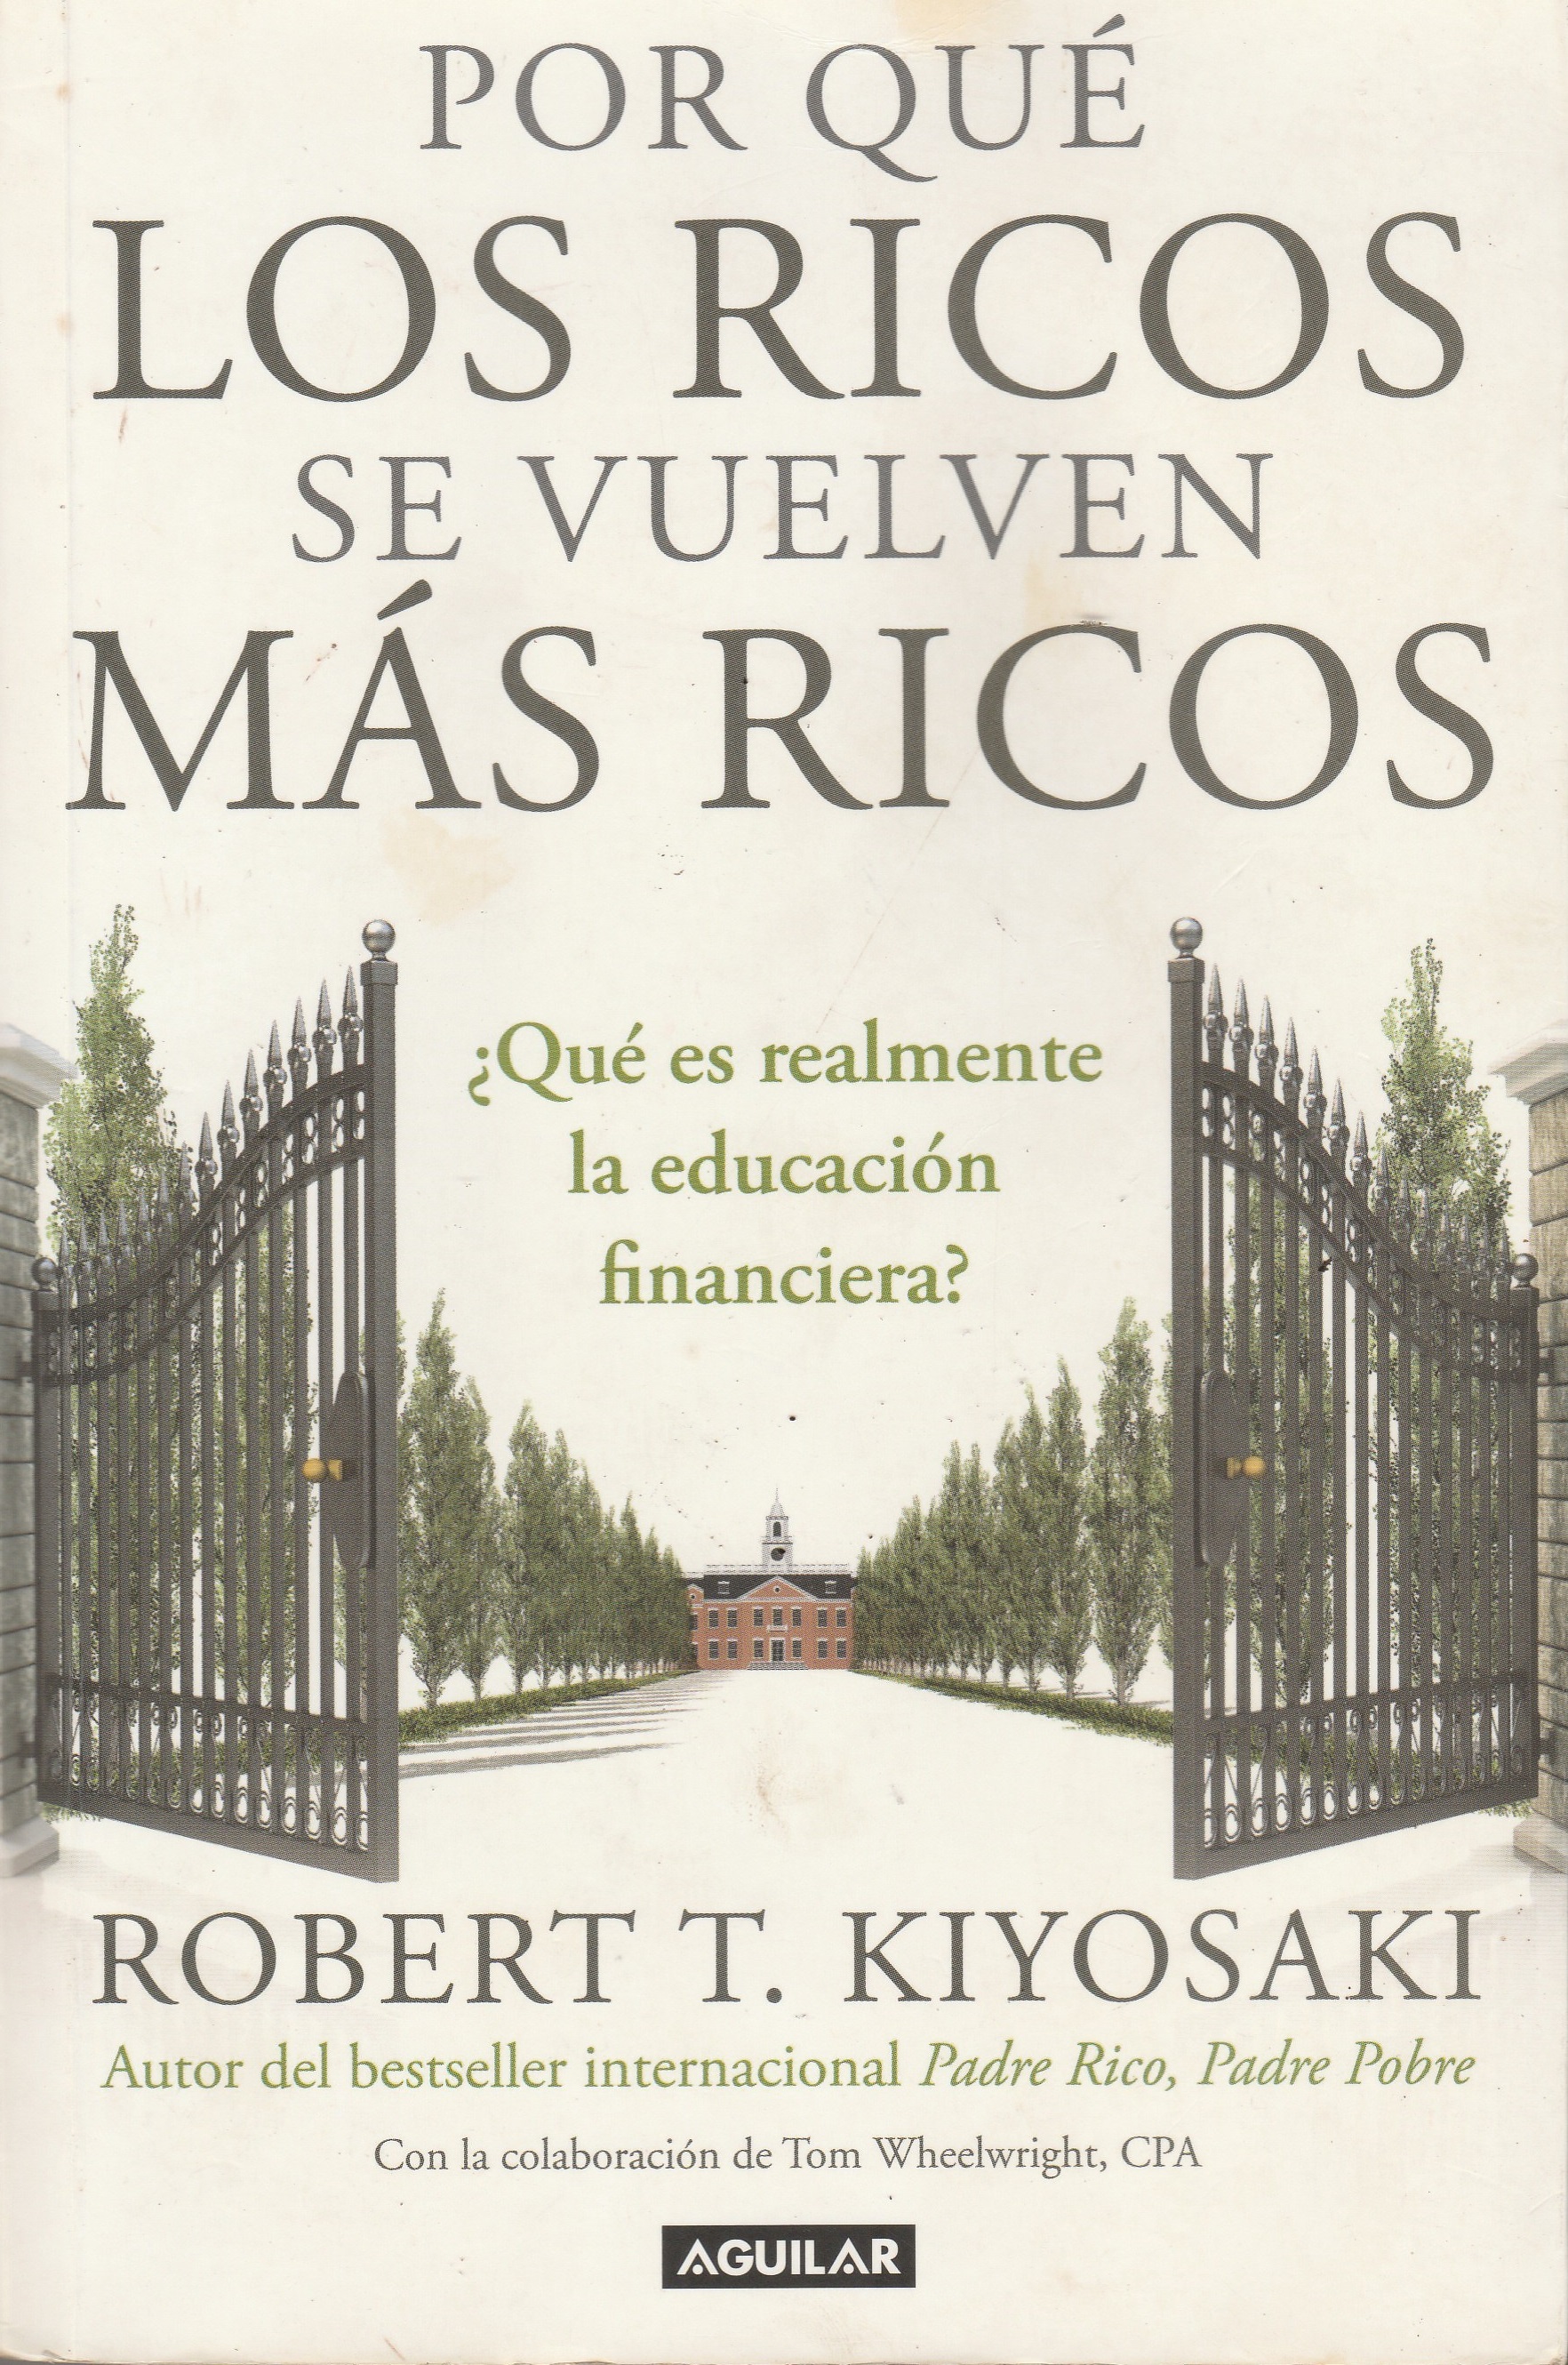 POR QUÉ
LOS RICOS
SE VUELVEN
MÁS RICOS
¿Qué es realmente
la educación
financiera?
ROBERT T. KIYOSAKI
Autor del bestseller internacional Padre Rico, Padre Pobre
Con la colaboración de Tom Wheelwright, CPA
AGUILAR